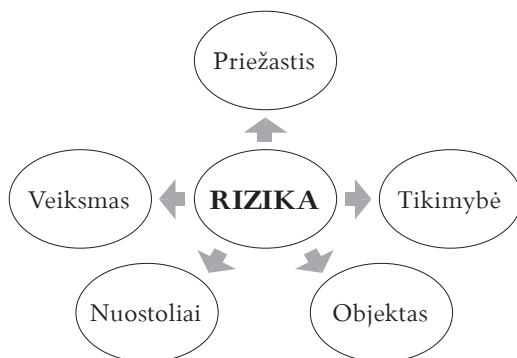 Priežastis
Veiksmas
RIZIKA
Tikimybė
Nuostoliai
Objektas